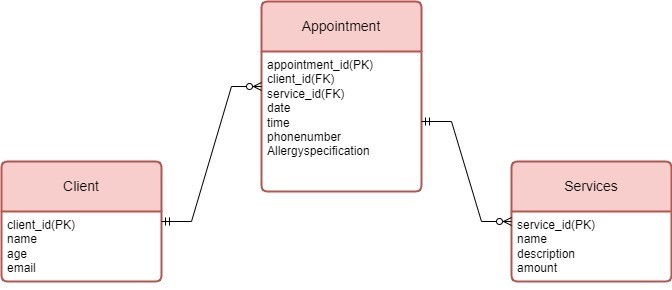 Appointment
appointment_id(PK)
client_id(FK)
service_id(FK)
date
time
phonenumber
Allergyspecification
Client
client_id(PK)
name
age
email
Services
service_id(PK)
name
description
amount